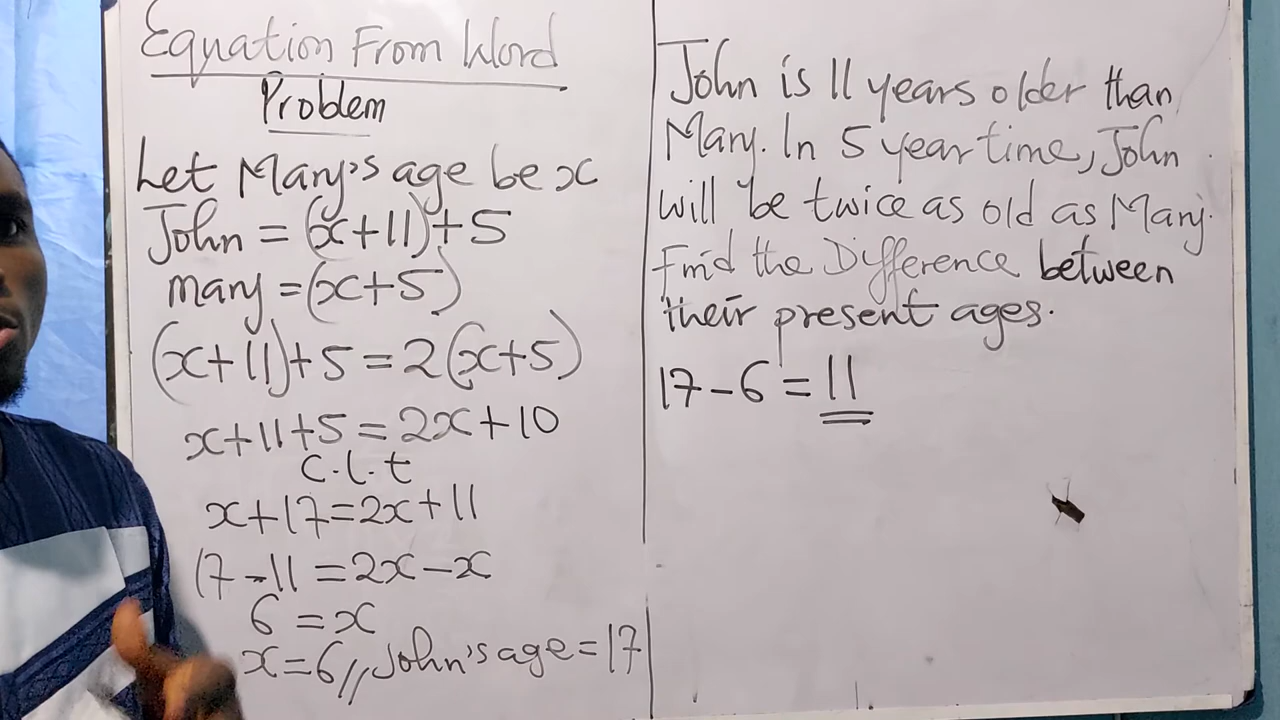 Equation From Word
Problem
Let Mary's age be x
John = (x+11)+5
mary = (x+5)
(x+11)+5=2(x+5)
x+11+5=2x+10
C.L.t
x+17=2x+11
17-11=2x-x
6=x
x=6// John's age=17
John is 11 years older than
Mary. In 5 year time, John
will be twice as old as Mary.
Find the Difference between
their present ages.
17-6=11